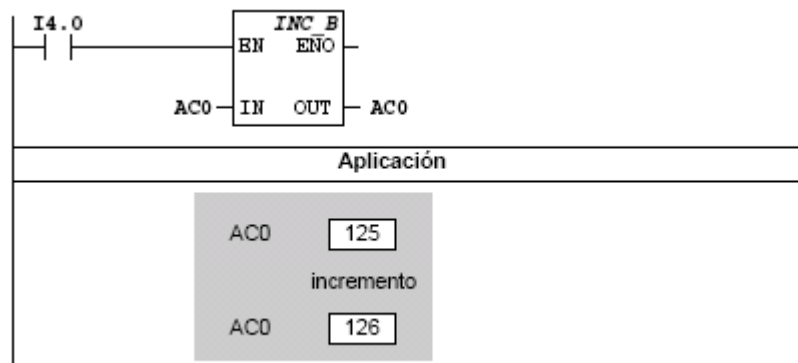 I4.0 INC_B
EN ENO
AC0 IN OUT AC0
Aplicación
AC0 125
incremento
AC0 126